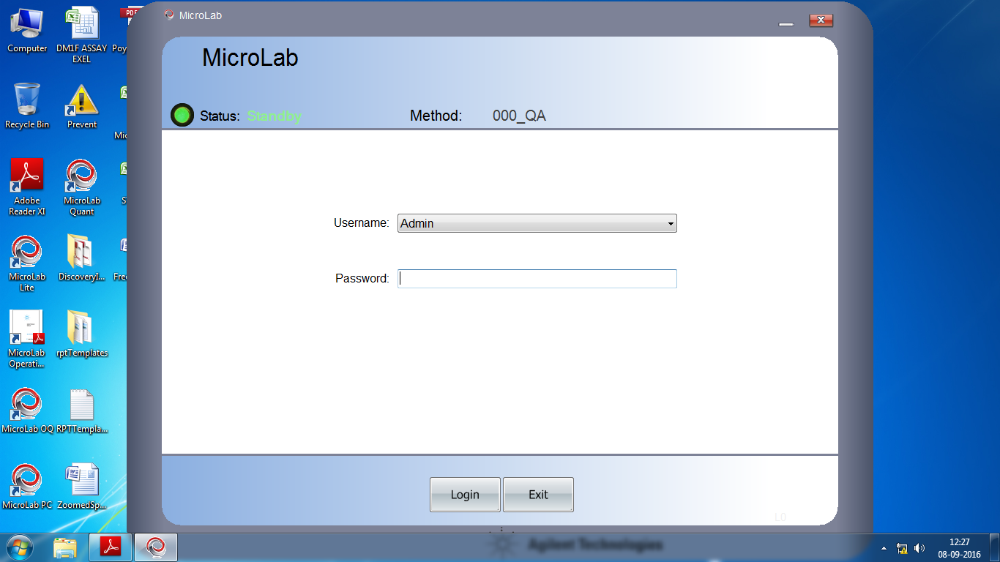 MicroLab
MicroLab
Status: Standby
Method: 000_QA
Username: Admin
Password:
Login
Exit
L0
Agilent Technologies
Computer
DM1F ASSAY
EXEL
PDF
Poy
Recycle Bin
Prevent
Mic
Adobe
Reader XI
MicroLab
Quant
S
MicroLab
Lite
DiscoveryI...
Free
MicroLab
Operati...
rptTemplates
MicroLab OQ
RPTTempla...
MicroLab PC
ZoomedSp...
12:27
08-09-2016